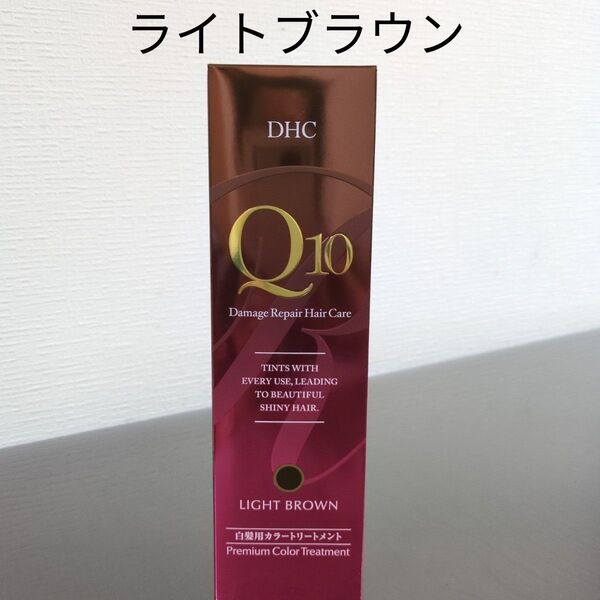 ライトブラウン
DHC
Q10
Damage Repair Hair Care
TINTS WITH
EVERY USE, LEADING
TO BEAUTIFUL
SHINY HAIR.
LIGHT BROWN
白髪用カラートリートメント
Premium Color Treatment